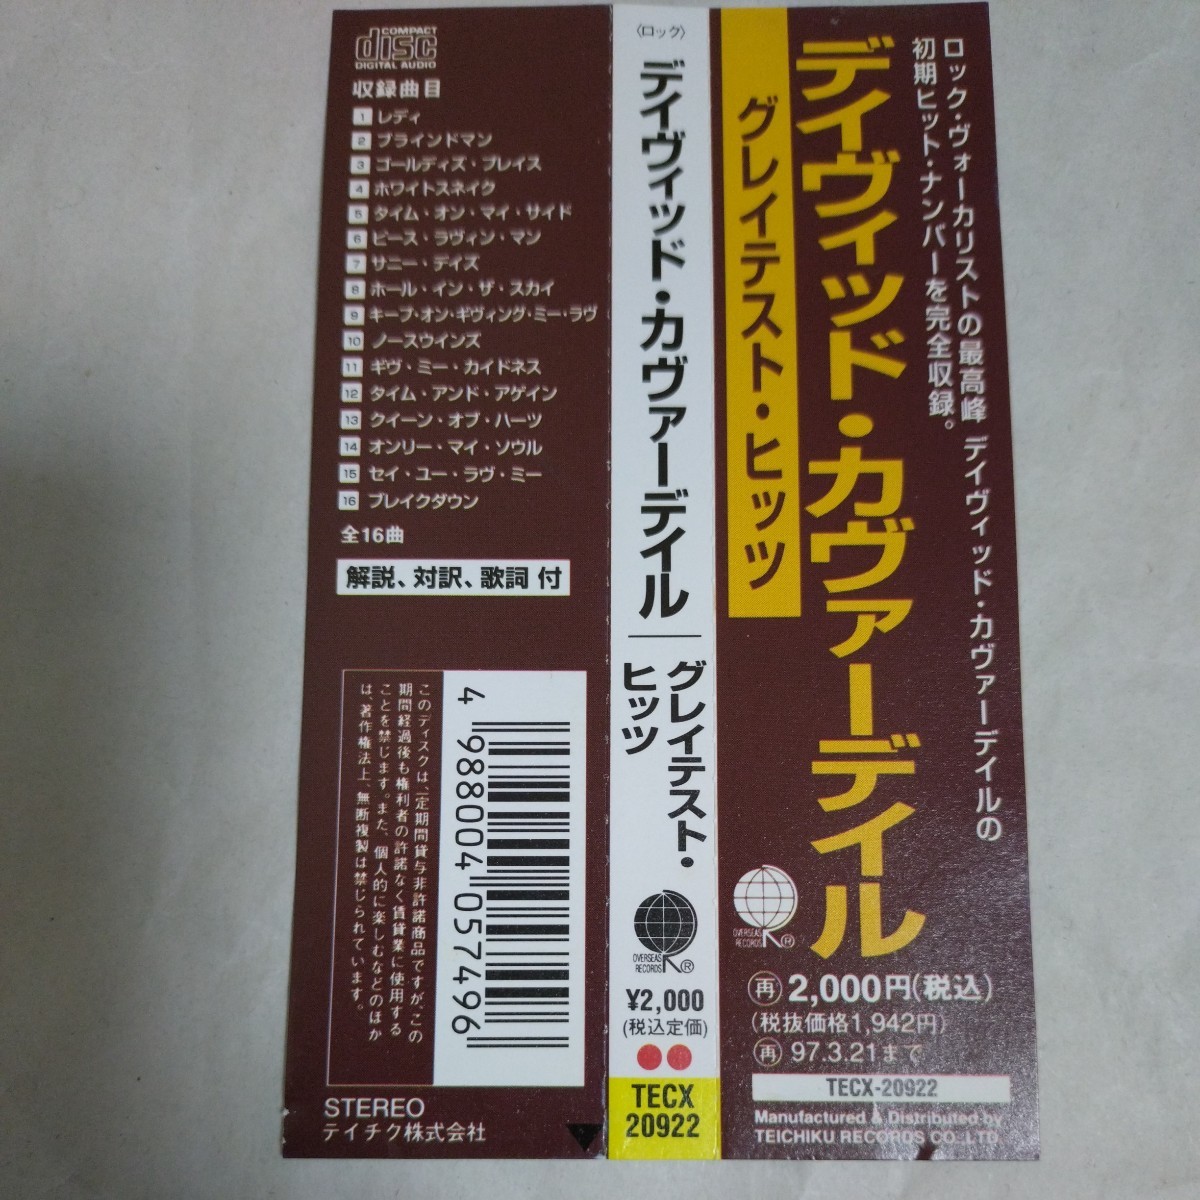 COMPACT
disc
DIGITAL AUDIO
収録曲目
1 レディ
2 ブラインドマン
3 ゴールディズ・プレイス
4 ホワイトスネイク
5 タイム・オン・マイ・サイド
6 ピース・ラヴィン・マン
7 サニー・デイズ
8 ホール・イン・ザ・スカイ
9 キープ・オン・ギヴィング・ミー・ラヴ
10 ノースウインズ
11 ギヴ・ミー・カイドネス
12 タイム・アンド・アゲイン
13 クイーン・オブ・ハーツ
14 オンリー・マイ・ソウル
15 セイ・ユー・ラヴ・ミー
16 ブレイクダウン
全16曲
解説、対訳、歌詞 付
このディスクは、一定期間貸与非許諾商品ですが、この
期間経過後も権利者の許諾なく賃貸業に使用する
ことを禁じます。また、個人的に楽しむなどのほか
は、著作権法上、無断複製は禁じられています。
4 988004 057496
STEREO
テイチク株式会社
〈ロック〉
デイヴィッド・カヴァーデイル
グレイテスト・
ヒッツ
OVERSEAS
RECORDS
R
®
¥2,000
(税込定価)
TECX
20922
ロック・ヴォーカリストの最高峰 デイヴィッド・カヴァーデイルの
初期ヒット・ナンバーを完全収録。
デイヴィッド・カヴァーデイル
グレイテスト・ヒッツ
OVERSEAS
RECORDS
R
®
再 2,000円(税込)
(税抜価格1,942円)
再 97.3.21まで
TECX-20922
Manufactured & Distributed by
TEICHIKU RECORDS CO., LTD.